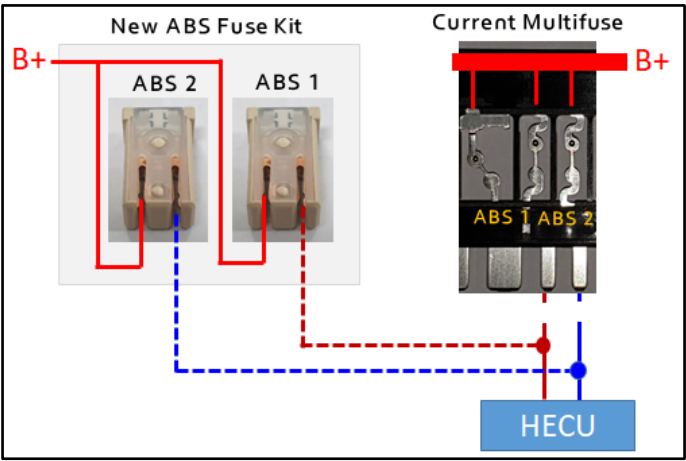 New ABS Fuse Kit
Current Multifuse
B+
B+
ABS 2
ABS 1
ABS 1
ABS 2
HECU